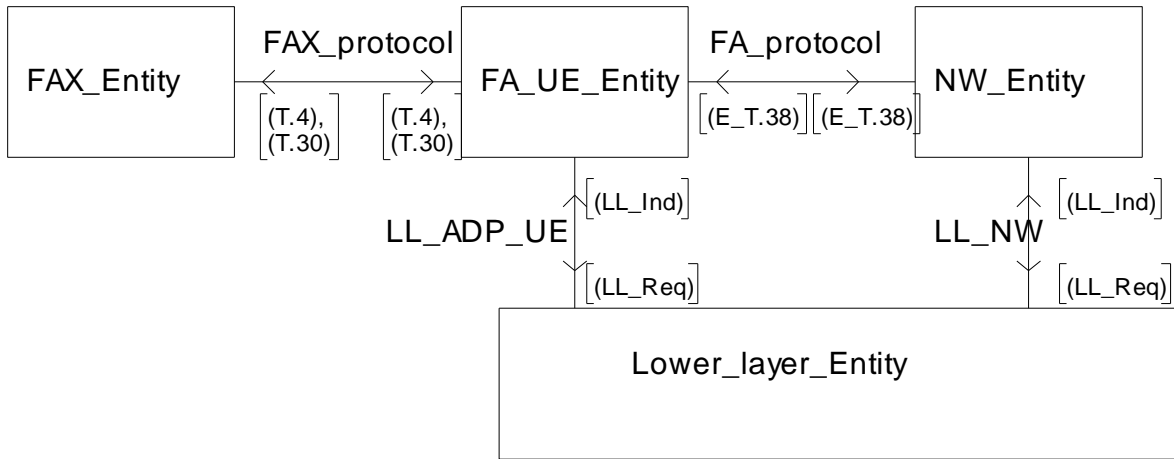 FAX_protocol
FA_protocol
FAX_Entity
FA_UE_Entity
NW_Entity
(T.4),
(T.30)
(T.4),
(T.30)
(E_T.38)
(E_T.38)
(LL_Ind)
(LL_Ind)
LL_ADP_UE
LL_NW
(LL_Req)
(LL_Req)
Lower_layer_Entity